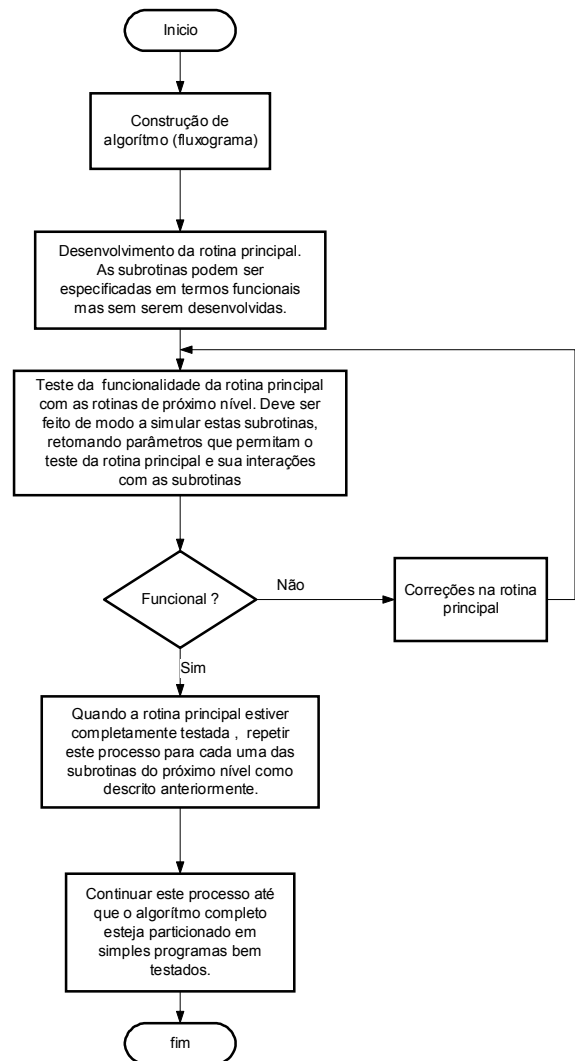 Inicio
Construção de
algorítmo (fluxograma)
Desenvolvimento da rotina principal.
As subrotinas podem ser
especificadas em termos funcionais
mas sem serem desenvolvidas.
Teste da  funcionalidade da rotina principal
com as rotinas de próximo nível. Deve ser
feito de modo a simular estas subrotinas,
retornando parâmetros que permitam o
teste da rotina principal e sua interações
com as subrotinas
Funcional ?
Não
Correções na rotina
principal
Sim
Quando a rotina principal estiver
completamente testada ,  repetir
este processo para cada uma das
subrotinas do próximo nível como
descrito anteriormente.
Continuar este processo até
que o algorítmo completo
esteja particionado em
simples programas bem
testados.
fim